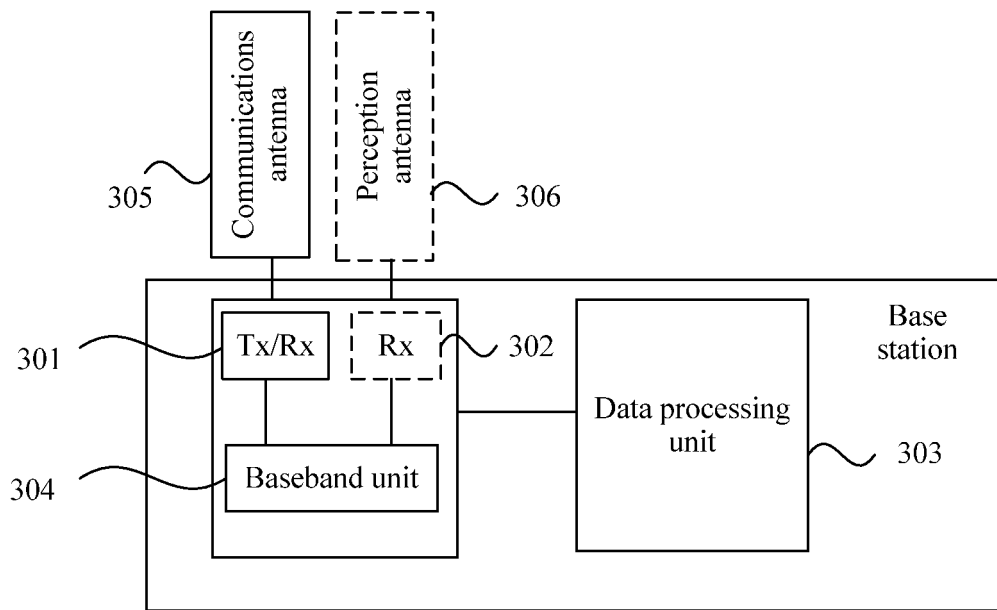 Communications
antenna
Perception
antenna
305
306
301
Tx/Rx
Rx
302
Base
station
Data processing
unit
303
304
Baseband unit